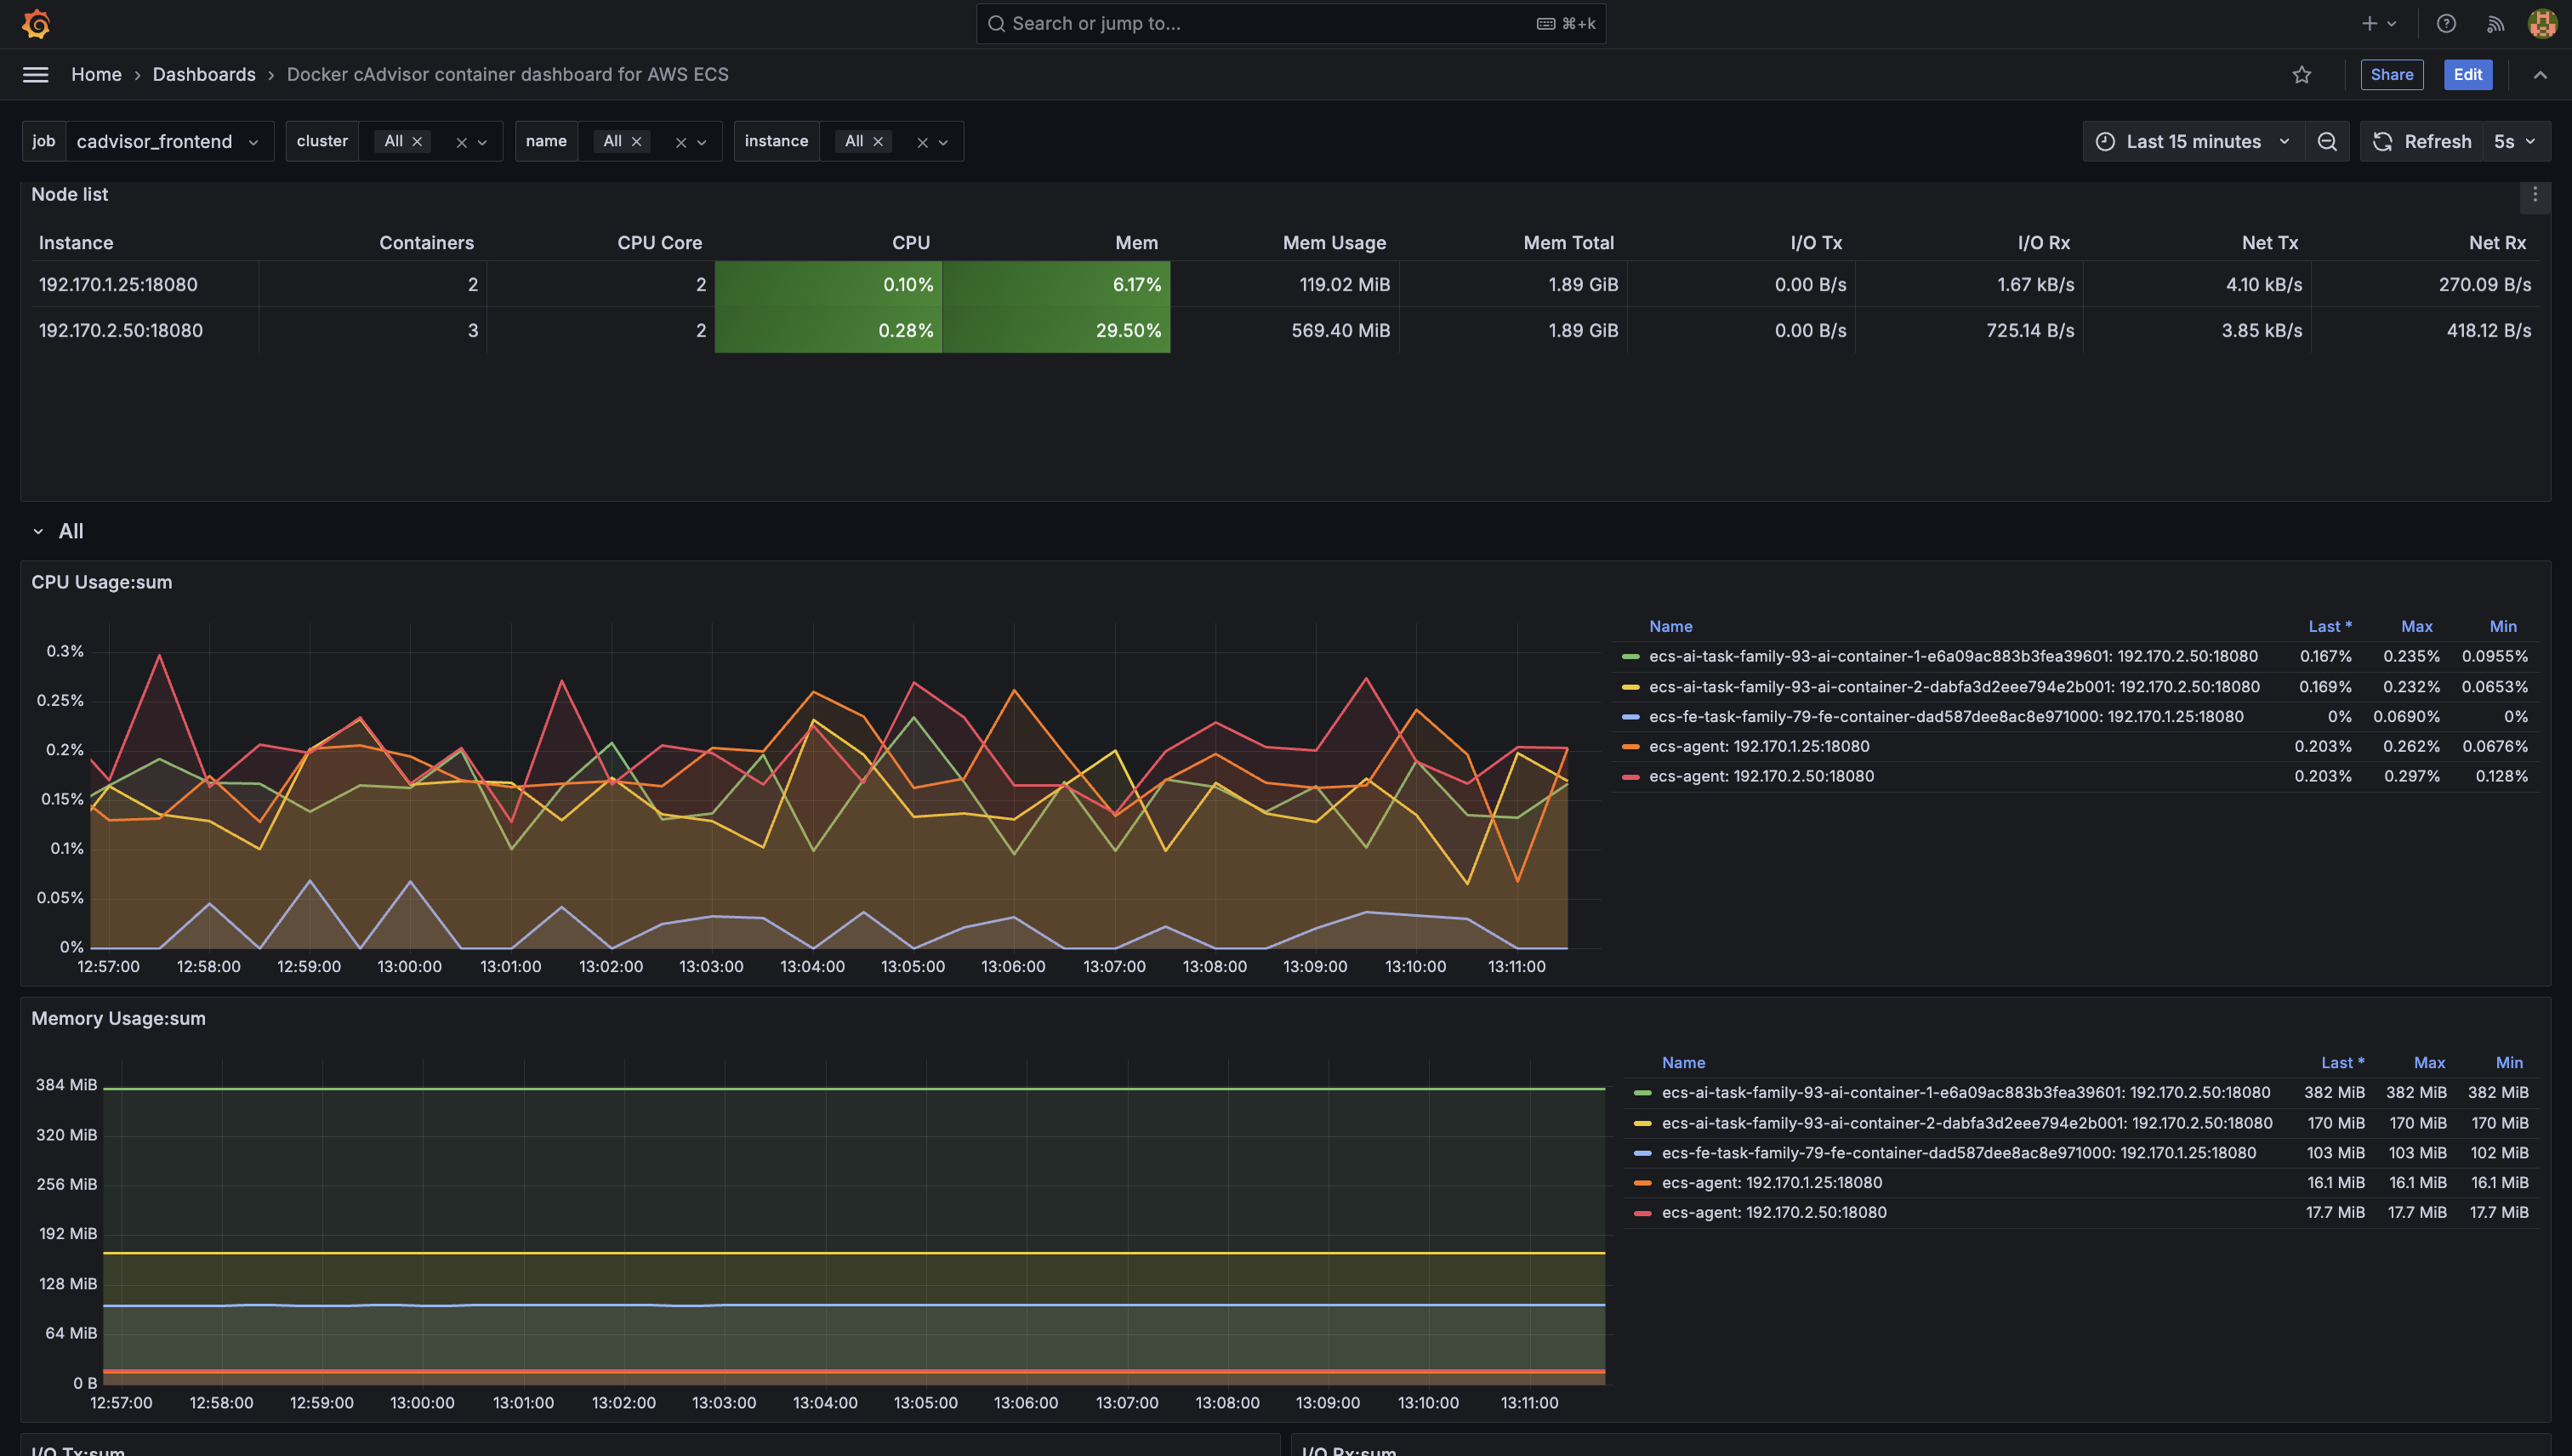 Search or jump to... ⌘+k
Home › Dashboards › Docker cAdvisor container dashboard for AWS ECS Share Edit
job cadvisor_frontend cluster All name All instance All Last 15 minutes Refresh 5s
Node list
Instance Containers CPU Core CPU Mem Mem Usage Mem Total I/O Tx I/O Rx Net Tx Net Rx
192.170.1.25:18080 2 2 0.10% 6.17% 119.02 MiB 1.89 GiB 0.00 B/s 1.67 kB/s 4.10 kB/s 270.09 B/s
192.170.2.50:18080 3 2 0.28% 29.50% 569.40 MiB 1.89 GiB 0.00 B/s 725.14 B/s 3.85 kB/s 418.12 B/s
All
CPU Usage:sum
0.3%
0.25%
0.2%
0.15%
0.1%
0.05%
0%
12:57:00 12:58:00 12:59:00 13:00:00 13:01:00 13:02:00 13:03:00 13:04:00 13:05:00 13:06:00 13:07:00 13:08:00 13:09:00 13:10:00 13:11:00
Name Last * Max Min
ecs-ai-task-family-93-ai-container-1-e6a09ac883b3fea39601: 192.170.2.50:18080 0.167% 0.235% 0.0955%
ecs-ai-task-family-93-ai-container-2-dabfa3d2eee794e2b001: 192.170.2.50:18080 0.169% 0.232% 0.0653%
ecs-fe-task-family-79-fe-container-dad587dee8ac8e971000: 192.170.1.25:18080 0% 0.0690% 0%
ecs-agent: 192.170.1.25:18080 0.203% 0.262% 0.0676%
ecs-agent: 192.170.2.50:18080 0.203% 0.297% 0.128%
Memory Usage:sum
384 MiB
320 MiB
256 MiB
192 MiB
128 MiB
64 MiB
0 B
12:57:00 12:58:00 12:59:00 13:00:00 13:01:00 13:02:00 13:03:00 13:04:00 13:05:00 13:06:00 13:07:00 13:08:00 13:09:00 13:10:00 13:11:00
Name Last * Max Min
ecs-ai-task-family-93-ai-container-1-e6a09ac883b3fea39601: 192.170.2.50:18080 382 MiB 382 MiB 382 MiB
ecs-ai-task-family-93-ai-container-2-dabfa3d2eee794e2b001: 192.170.2.50:18080 170 MiB 170 MiB 170 MiB
ecs-fe-task-family-79-fe-container-dad587dee8ac8e971000: 192.170.1.25:18080 103 MiB 103 MiB 102 MiB
ecs-agent: 192.170.1.25:18080 16.1 MiB 16.1 MiB 16.1 MiB
ecs-agent: 192.170.2.50:18080 17.7 MiB 17.7 MiB 17.7 MiB
I/O Tx:sum I/O Rx:sum